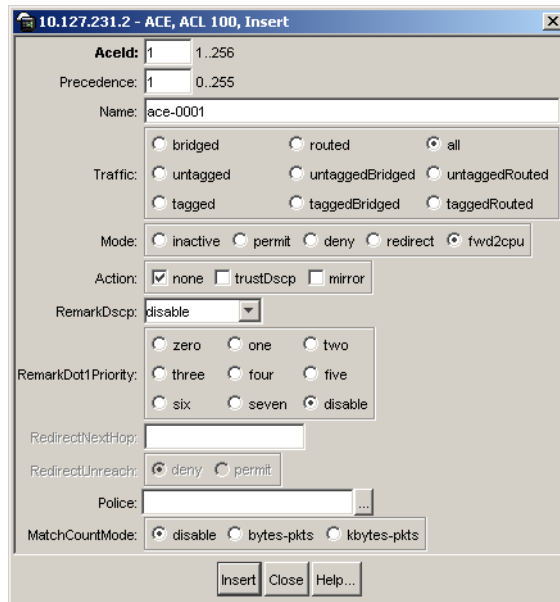 10.127.231.2 - ACE, ACL 100, Insert
AceId: 1 1..256
Precedence: 1 0..255
Name: ace-0001
bridged routed all
Traffic: untagged untaggedBridged untaggedRouted
tagged taggedBridged taggedRouted
Mode: inactive permit deny redirect fwd2cpu
Action: none trustDscp mirror
RemarkDscp: disable
zero one two
RemarkDot1Priority: three four five
six seven disable
RedirectNextHop:
RedirectUnreach: deny permit
Police: ...
MatchCountMode: disable bytes-pkts kbytes-pkts
Insert Close Help...